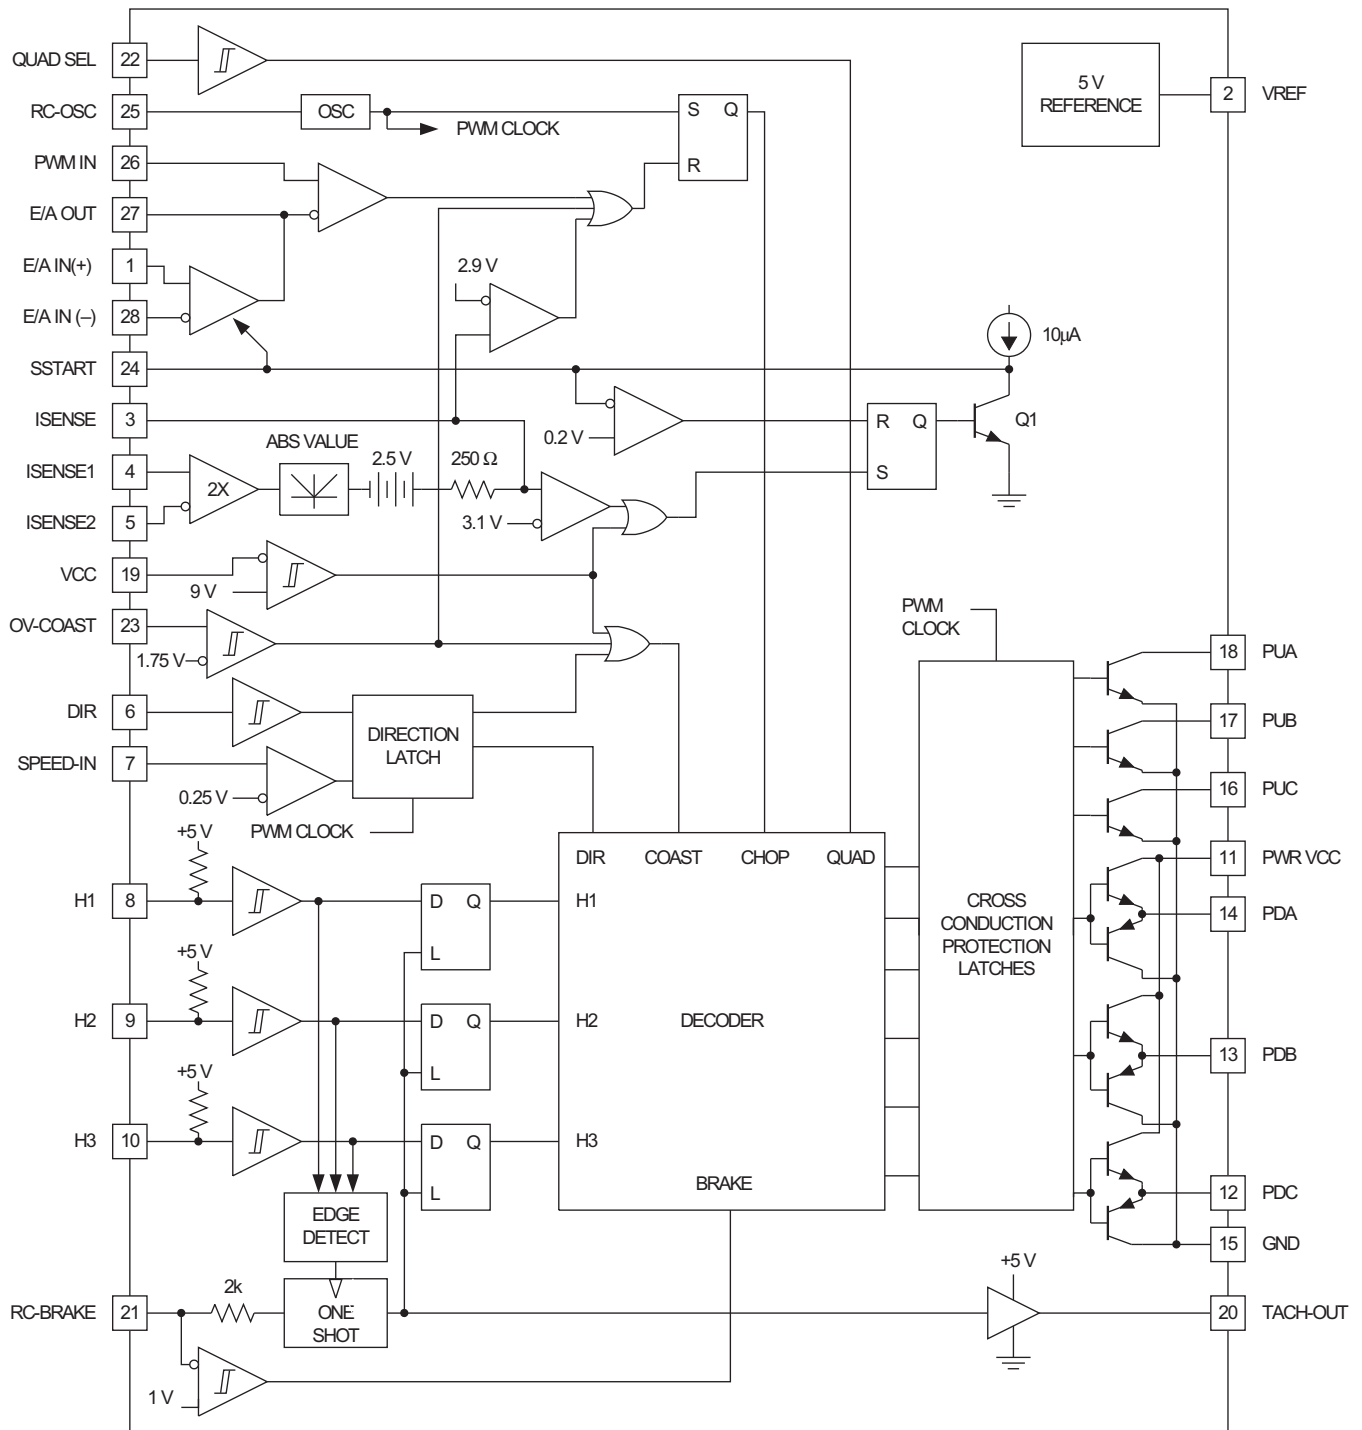 QUAD SEL 22
5 V
REFERENCE
2 VREF
RC-OSC 25 OSC
PWM CLOCK
S Q
R
PWM IN 26
E/A OUT 27
E/A IN(+) 1
2.9 V
E/A IN (–) 28
10µA
SSTART 24
ISENSE 3
0.2 V
R Q
S
Q1
ABS VALUE
ISENSE1 4
2X
2.5 V
250 Ω
ISENSE2 5
3.1 V
VCC 19
9 V
OV-COAST 23
1.75 V
PWM
CLOCK
DIR 6
DIRECTION
LATCH
SPEED-IN 7
0.25 V
PWM CLOCK
18 PUA
17 PUB
16 PUC
11 PWR VCC
14 PDA
13 PDB
12 PDC
15 GND
DIR COAST CHOP QUAD
+5 V
H1 8
D Q
L
H1
CROSS
CONDUCTION
PROTECTION
LATCHES
+5 V
H2 9
D Q
L
H2
DECODER
+5 V
H3 10
D Q
L
H3
BRAKE
EDGE
DETECT
RC-BRAKE 21
2k
ONE
SHOT
+5 V
20 TACH-OUT
1 V